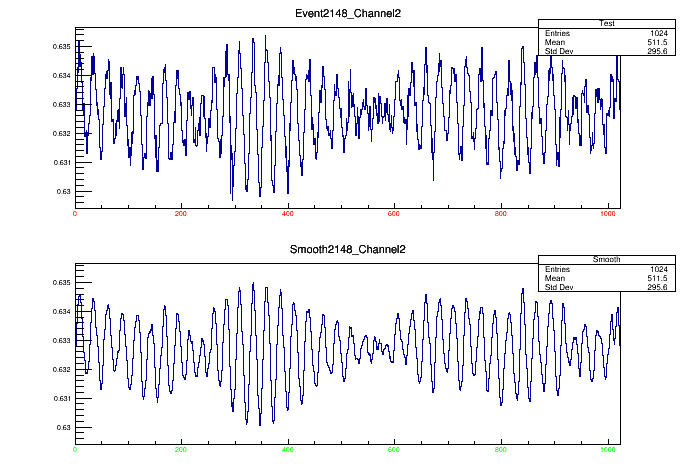 Event2148_Channel2
Test
Entries 1024
Mean 511.5
Std Dev 295.6
0.635
0.634
0.633
0.632
0.631
0.63
0 200 400 600 800 1000
Smooth2148_Channel2
Smooth
Entries 1024
Mean 511.5
Std Dev 295.6
0.635
0.634
0.633
0.632
0.631
0.63
0 200 400 600 800 1000